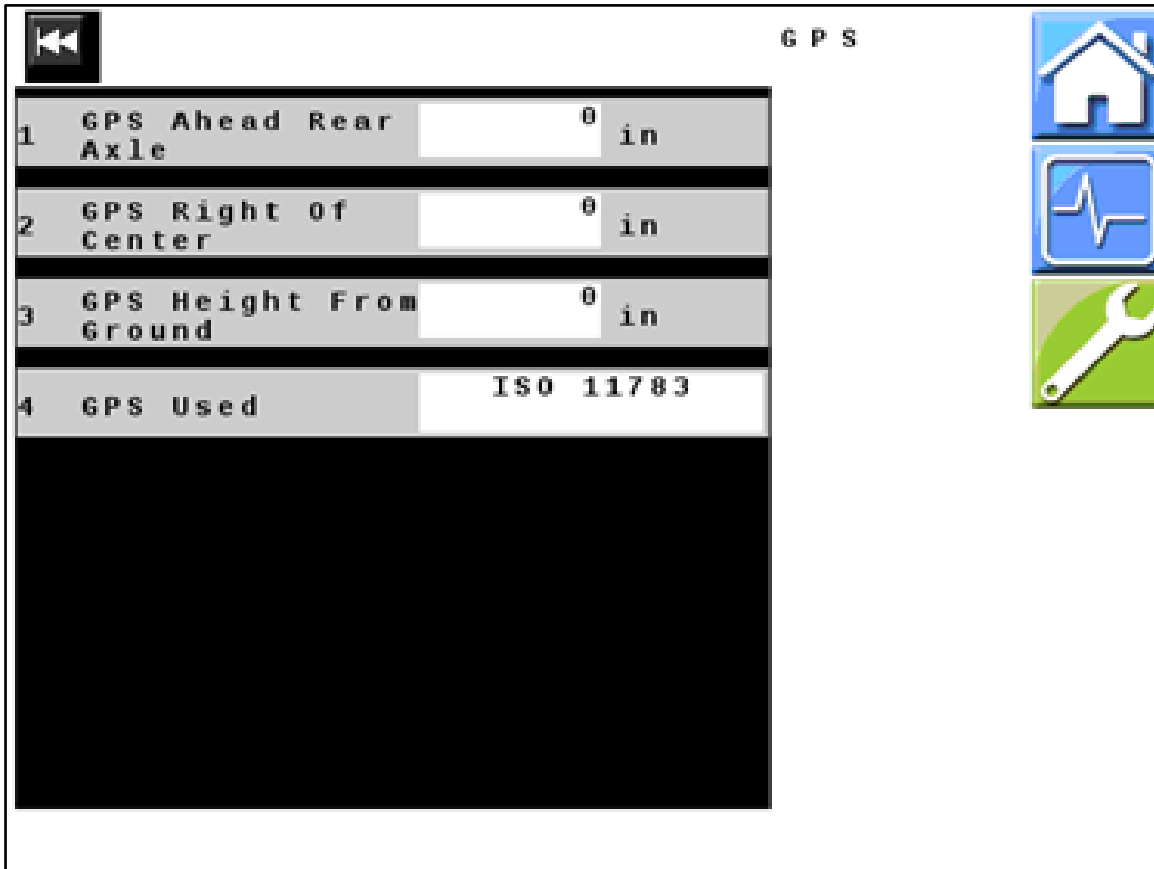 GPS
1 GPS Ahead Rear Axle 0 in
2 GPS Right Of Center 0 in
3 GPS Height From Ground 0 in
4 GPS Used ISO 11783